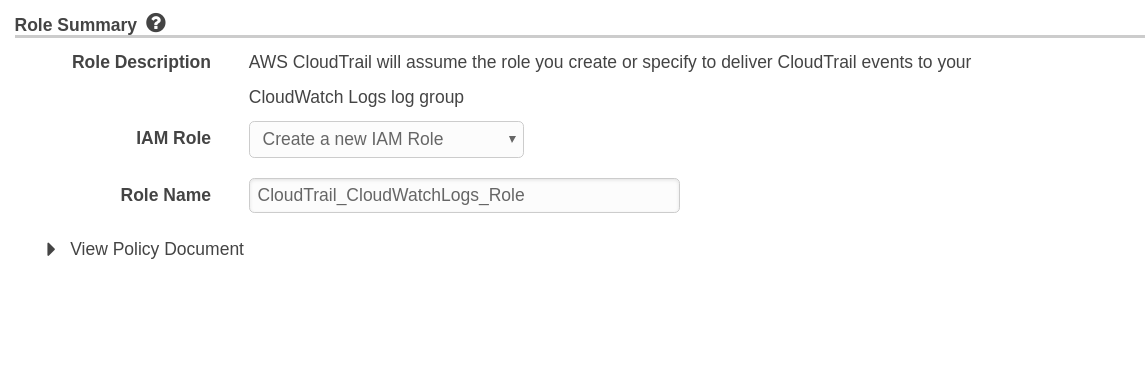 Role Summary ?
Role Description AWS CloudTrail will assume the role you create or specify to deliver CloudTrail events to your
CloudWatch Logs log group
IAM Role Create a new IAM Role
Role Name CloudTrail_CloudWatchLogs_Role
View Policy Document